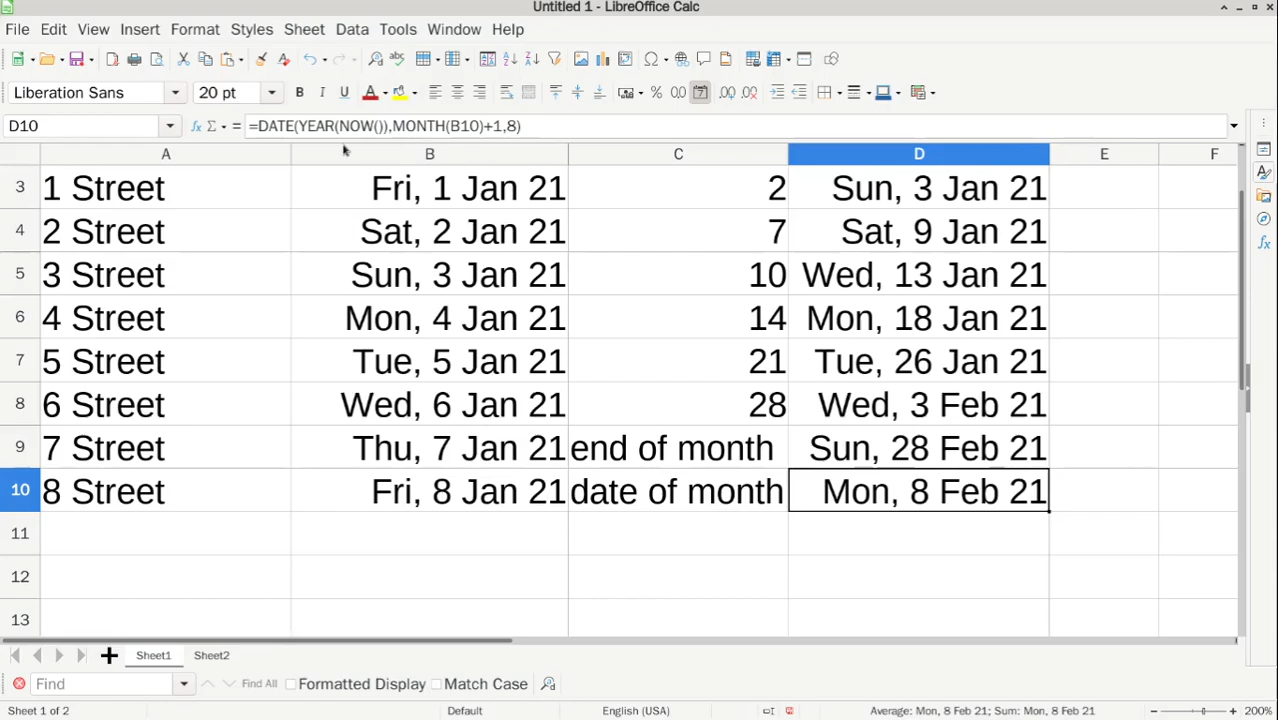 Untitled 1 - LibreOffice Calc
File Edit View Insert Format Styles Sheet Data Tools Window Help
Liberation Sans 20 pt
D10 =DATE(YEAR(NOW()),MONTH(B10)+1,8)
A B C D E F
3 1 Street Fri, 1 Jan 21 2 Sun, 3 Jan 21
4 2 Street Sat, 2 Jan 21 7 Sat, 9 Jan 21
5 3 Street Sun, 3 Jan 21 10 Wed, 13 Jan 21
6 4 Street Mon, 4 Jan 21 14 Mon, 18 Jan 21
7 5 Street Tue, 5 Jan 21 21 Tue, 26 Jan 21
8 6 Street Wed, 6 Jan 21 28 Wed, 3 Feb 21
9 7 Street Thu, 7 Jan 21 end of month Sun, 28 Feb 21
10 8 Street Fri, 8 Jan 21 date of month Mon, 8 Feb 21
11
12
13
Sheet1 Sheet2
Find Find All Formatted Display Match Case
Sheet 1 of 2 Default English (USA) Average: Mon, 8 Feb 21; Sum: Mon, 8 Feb 21 200%